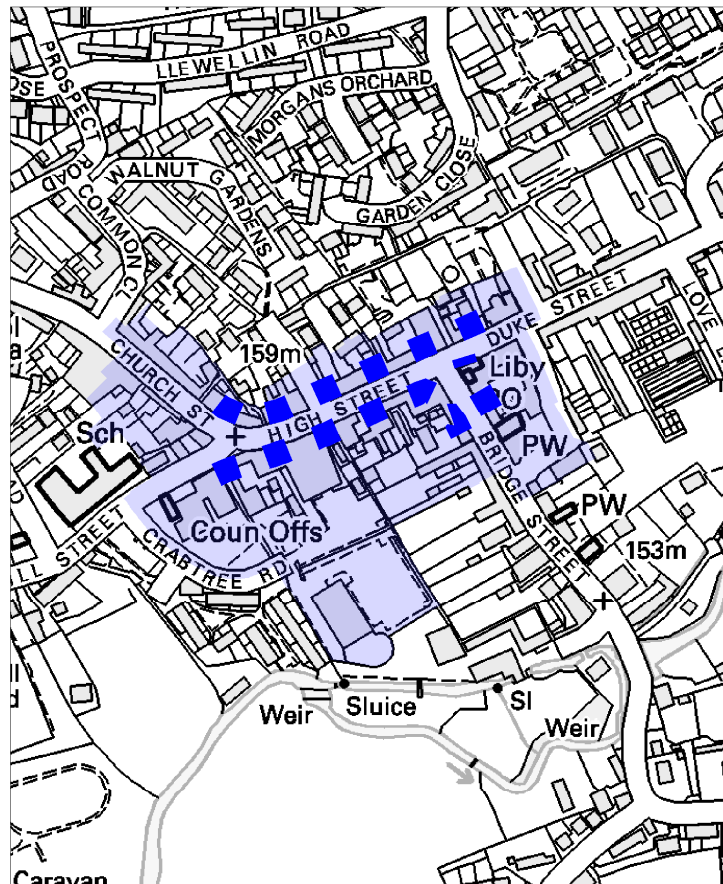 LLEWELLIN ROAD
PROSPECT ROAD
MORGANS ORCHARD
WALNUT GARDENS
GARDEN CLOSE
COMMON CL
159m
DUKE STREET
LOVE
CHURCH ST
HIGH STREET
Liby
PO
Sch
PW
BRIDGE STREET
Coun Offs
PW
153m
CRABTREE RD
STREET
Sluice
Sl
Weir
Weir
Caravan